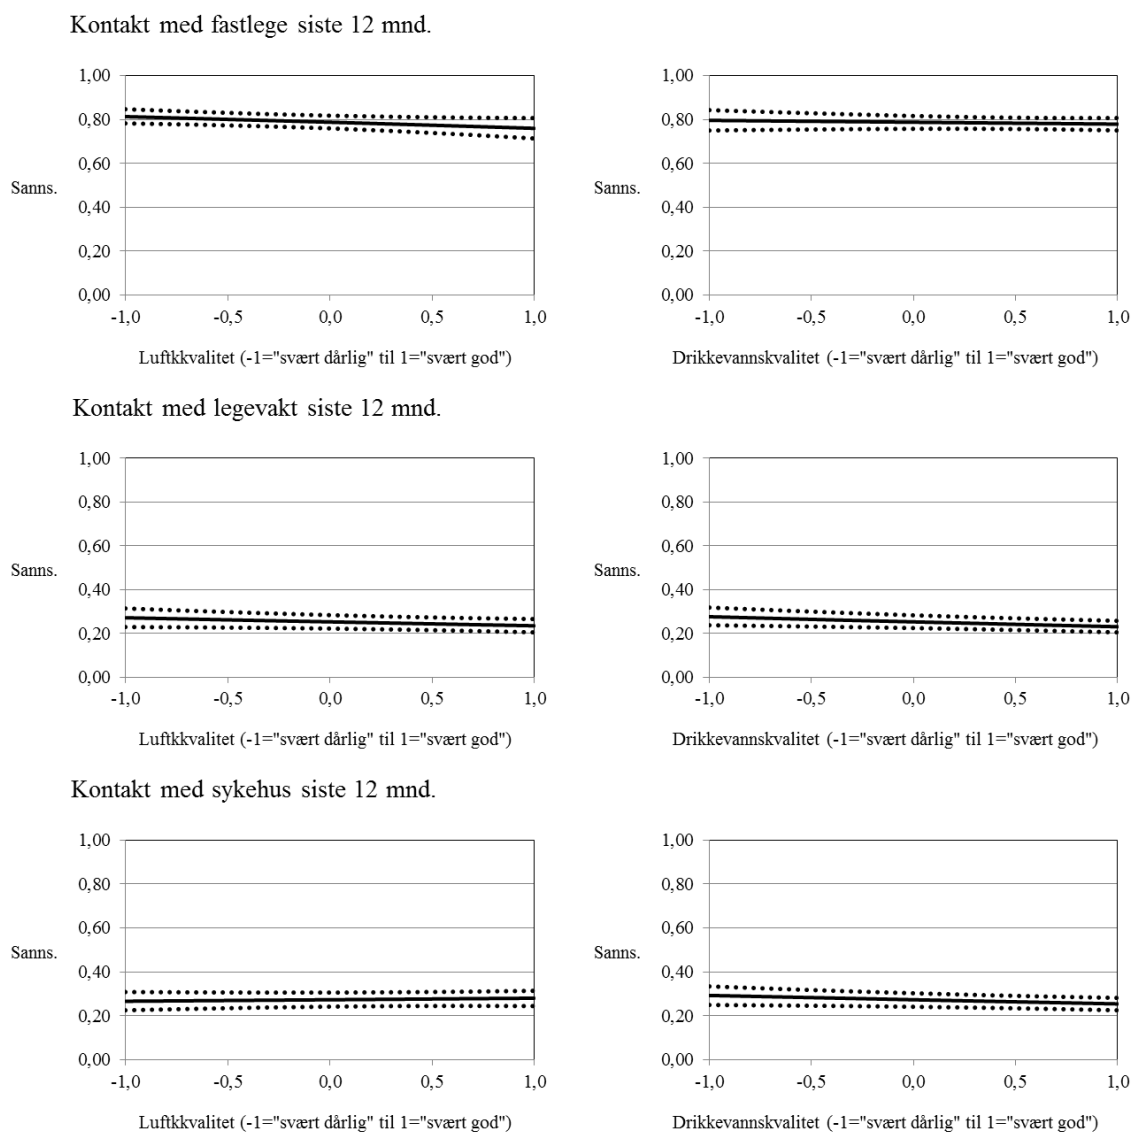 Kontakt med fastlege siste 12 mnd.
1,00
0,80
0,60
Sanns.
0,40
0,20
0,00
-1,0 -0,5 0,0 0,5 1,0
Luftkkvalitet (-1="svært dårlig" til 1="svært god")
1,00
0,80
0,60
Sanns.
0,40
0,20
0,00
-1,0 -0,5 0,0 0,5 1,0
Drikkevannskvalitet (-1="svært dårlig" til 1="svært god")
Kontakt med legevakt siste 12 mnd.
1,00
0,80
0,60
Sanns.
0,40
0,20
0,00
-1,0 -0,5 0,0 0,5 1,0
Luftkkvalitet (-1="svært dårlig" til 1="svært god")
1,00
0,80
0,60
Sanns.
0,40
0,20
0,00
-1,0 -0,5 0,0 0,5 1,0
Drikkevannskvalitet (-1="svært dårlig" til 1="svært god")
Kontakt med sykehus siste 12 mnd.
1,00
0,80
0,60
Sanns.
0,40
0,20
0,00
-1,0 -0,5 0,0 0,5 1,0
Luftkkvalitet (-1="svært dårlig" til 1="svært god")
1,00
0,80
0,60
Sanns.
0,40
0,20
0,00
-1,0 -0,5 0,0 0,5 1,0
Drikkevannskvalitet (-1="svært dårlig" til 1="svært god")